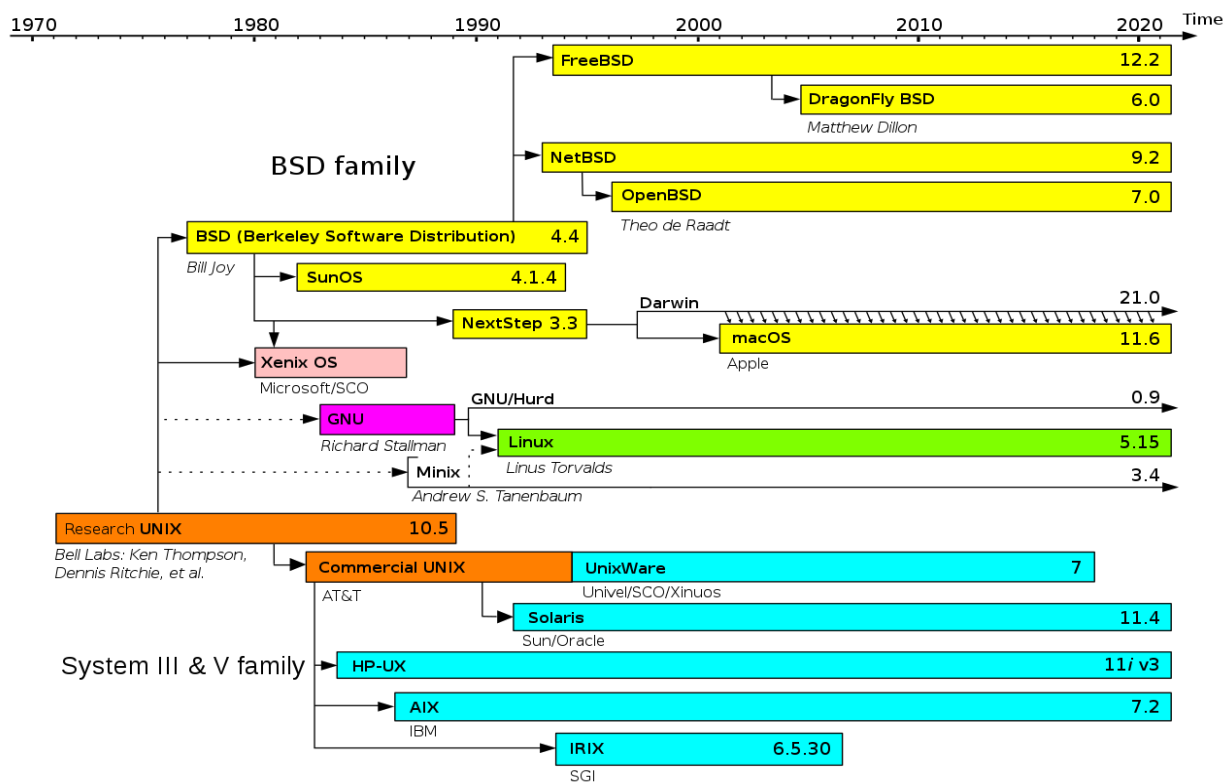 1970 1980 1990 2000 2010 2020 Time
FreeBSD 12.2
DragonFly BSD 6.0
Matthew Dillon
BSD family
NetBSD 9.2
OpenBSD 7.0
Theo de Raadt
BSD (Berkeley Software Distribution) 4.4
Bill Joy
SunOS 4.1.4
Darwin 21.0
NextStep 3.3
macOS 11.6
Apple
Xenix OS
Microsoft/SCO
GNU/Hurd 0.9
GNU
Richard Stallman
Linux 5.15
Linus Torvalds
Minix 3.4
Andrew S. Tanenbaum
Research UNIX 10.5
Bell Labs: Ken Thompson,
Dennis Ritchie, et al.
Commercial UNIX UnixWare 7
AT&T Univel/SCO/Xinuos
Solaris 11.4
Sun/Oracle
System III & V family
HP-UX 11i v3
AIX 7.2
IBM
IRIX 6.5.30
SGI